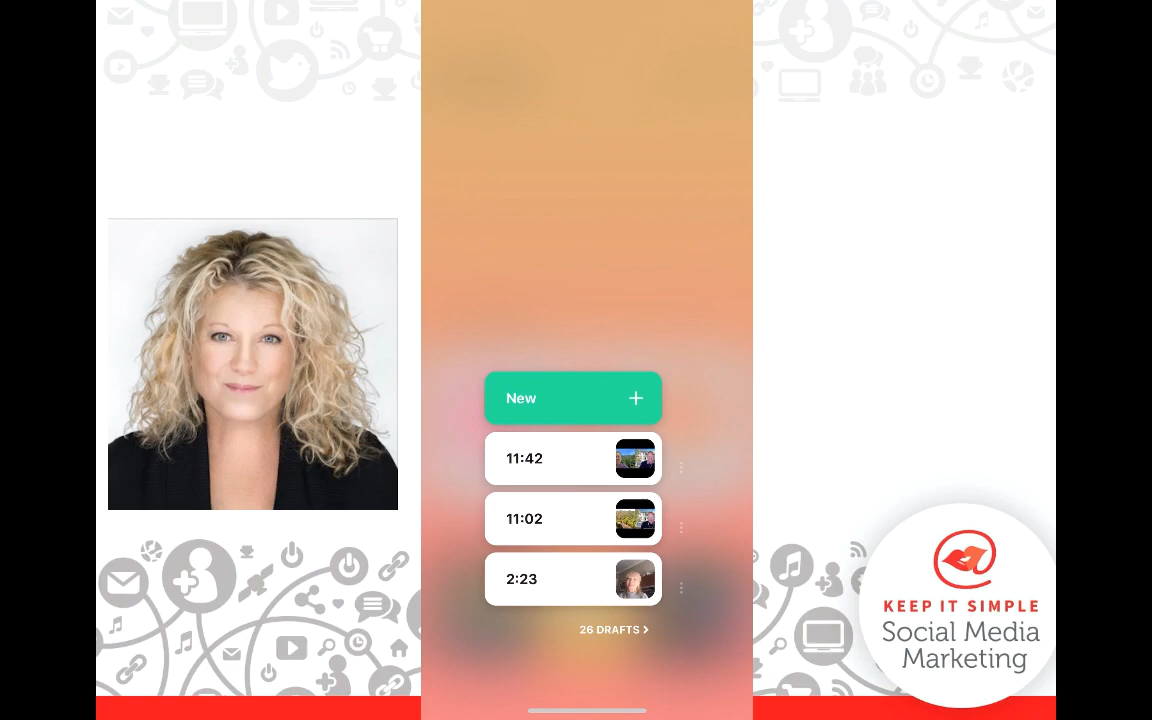 New
11:42
11:02
2:23
26 DRAFTS
KEEP IT SIMPLE
Social Media
Marketing